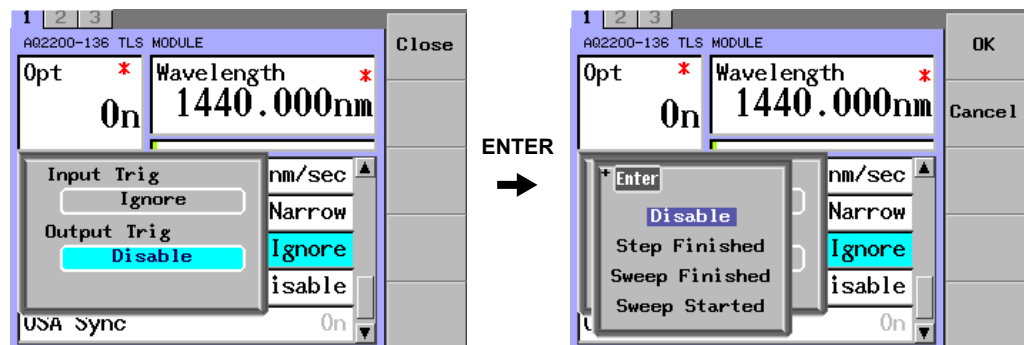 1 2 3
AQ2200-136 TLS MODULE
Close
Opt *
On
Wavelength *
1440.000nm
Input Trig
Ignore
Output Trig
Disable
nm/sec
Narrow
Ignore
isable
USA Sync On
ENTER
1 2 3
AQ2200-136 TLS MODULE
OK
Cancel
Opt *
On
Wavelength *
1440.000nm
+ Enter
Disable
Step Finished
Sweep Finished
Sweep Started
nm/sec
Narrow
Ignore
isable
On